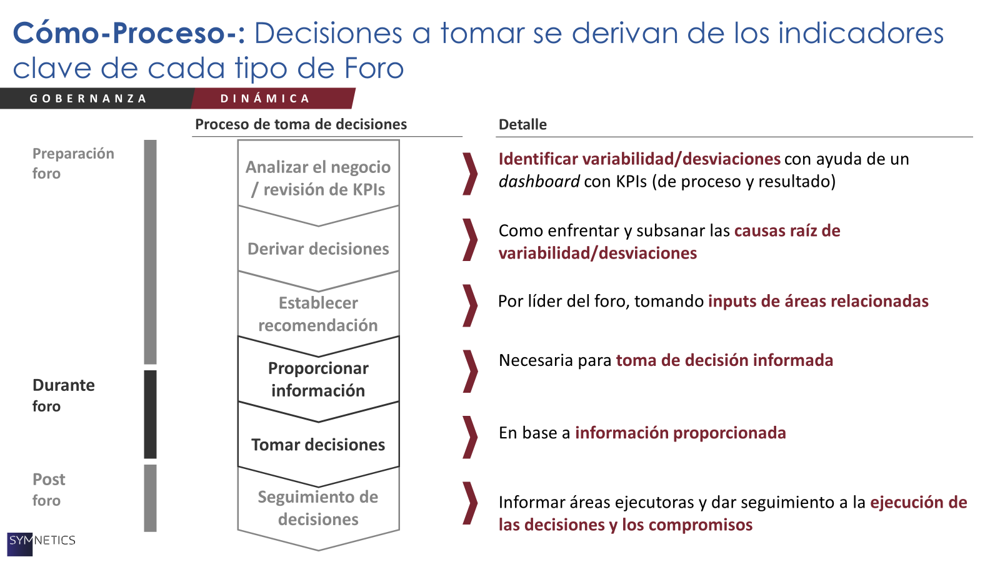 Cómo-Proceso-: Decisiones a tomar se derivan de los indicadores
clave de cada tipo de Foro
GOBERNANZA
DINÁMICA
Proceso de toma de decisiones
Detalle
Preparación
foro
Analizar el negocio
/ revisión de KPIs
Identificar variabilidad/desviaciones con ayuda de un
dashboard con KPIs (de proceso y resultado)
Derivar decisiones
Como enfrentar y subsanar las causas raíz de
variabilidad/desviaciones
Establecer
recomendación
Por líder del foro, tomando inputs de áreas relacionadas
Durante
foro
Proporcionar
información
Necesaria para toma de decisión informada
Tomar decisiones
En base a información proporcionada
Post
foro
Seguimiento de
decisiones
Informar áreas ejecutoras y dar seguimiento a la ejecución de
las decisiones y los compromisos
SYMNETICS